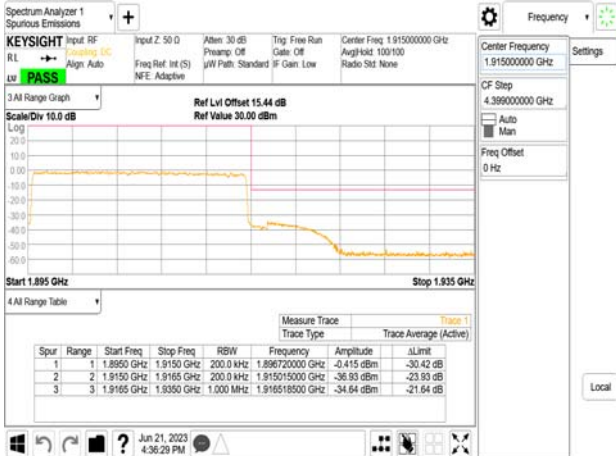 Spectrum Analyzer 1
Spurious Emissions
+
Frequency
KEYSIGHT Input: RF Input Z: 50 Ω Atten: 30 dB Trig: Free Run Center Freq: 1.915000000 GHz
RL Coupling: DC Preamp: Off Gate: Off Avg|Hold: 100/100
Align: Auto Freq Ref: Int (S) µW Path: Standard IF Gain: Low Radio Std: None
LV PASS NFE: Adaptive
Center Frequency
1.915000000 GHz
Settings
CF Step
4.399000000 GHz
Auto
Man
Freq Offset
0 Hz
Local
3 All Range Graph
Ref Lvl Offset 15.44 dB
Scale/Div 10.0 dB Ref Value 30.00 dBm
Log
20.0
10.0
0.00
-10.0
-20.0
-30.0
-40.0
-50.0
-60.0
Start 1.895 GHz Stop 1.935 GHz
4 All Range Table
Measure Trace Trace 1
Trace Type Trace Average (Active)
Spur Range Start Freq Stop Freq RBW Frequency Amplitude ΔLimit
1 1 1.8950 GHz 1.9150 GHz 200.0 kHz 1.896720000 GHz -0.415 dBm -30.42 dB
2 2 1.9150 GHz 1.9165 GHz 200.0 kHz 1.915015000 GHz -36.93 dBm -23.93 dB
3 3 1.9165 GHz 1.9350 GHz 1.000 MHz 1.916518500 GHz -34.64 dBm -21.64 dB
? Jun 21, 2023
4:36:29 PM